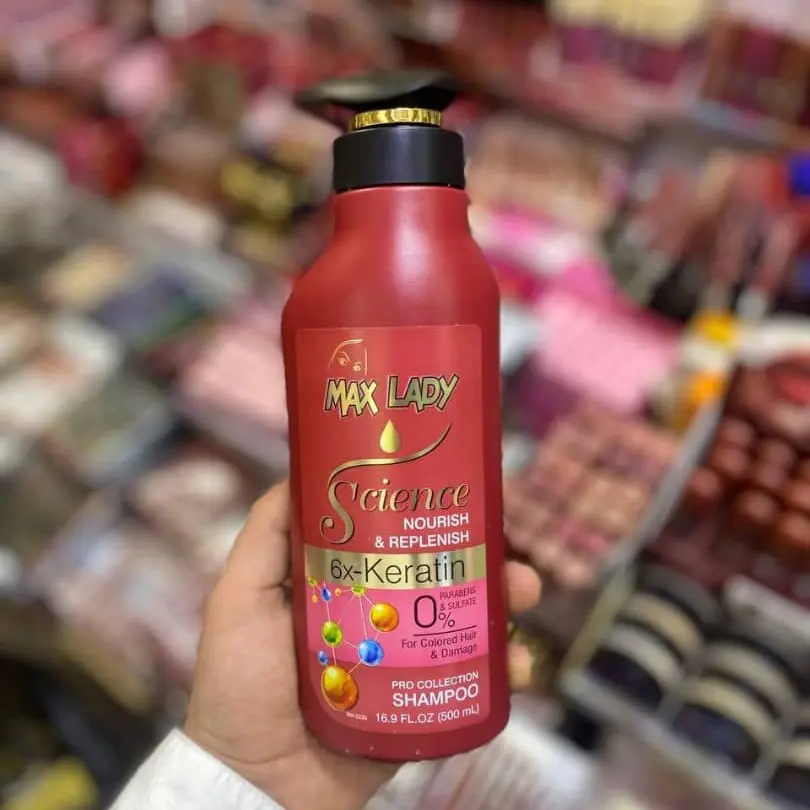 MAX LADY
Science
NOURISH
& REPLENISH
6x-Keratin
0%
PARABENS
& SULFATE
For Colored Hair
& Damage
PRO COLLECTION
SHAMPOO
16.9 FL.OZ (500 mL)